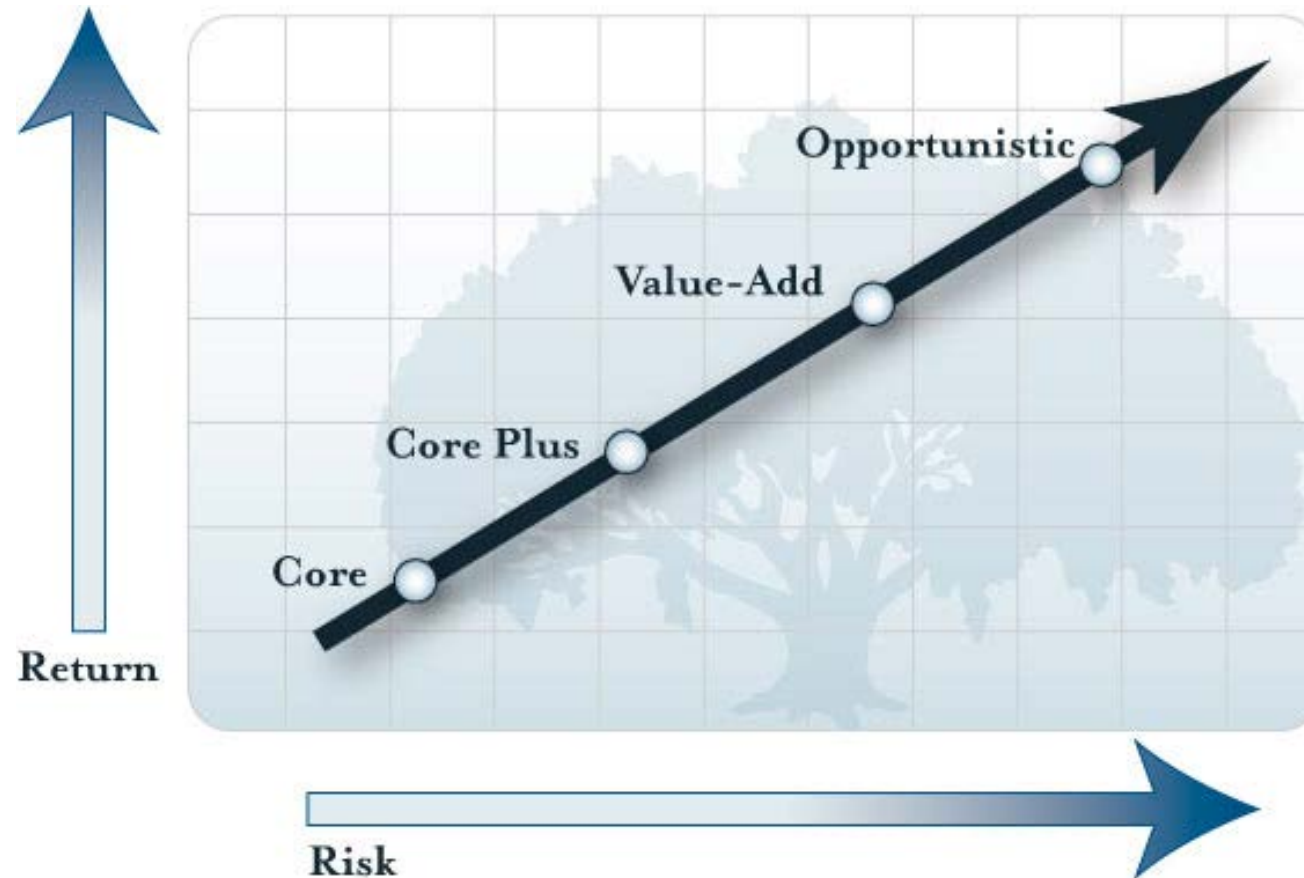 Opportunistic
Value-Add
Core Plus
Core
Return
Risk